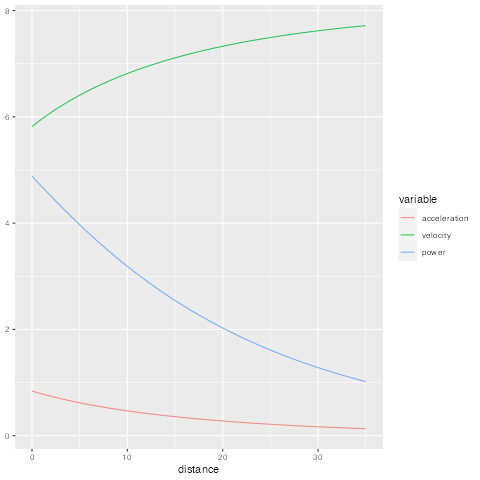 8
6
4
2
0
0 10 20 30
distance
variable
acceleration
velocity
power